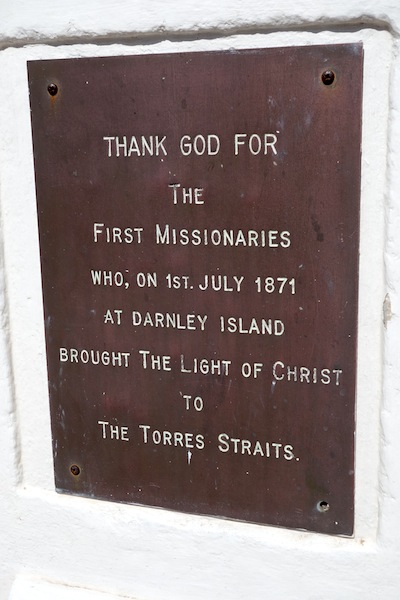 THANK GOD FOR
THE
FIRST MISSIONARIES
WHO, ON 1ST. JULY 1871
AT DARNLEY ISLAND
BROUGHT THE LIGHT OF CHRIST
TO
THE TORRES STRAITS.